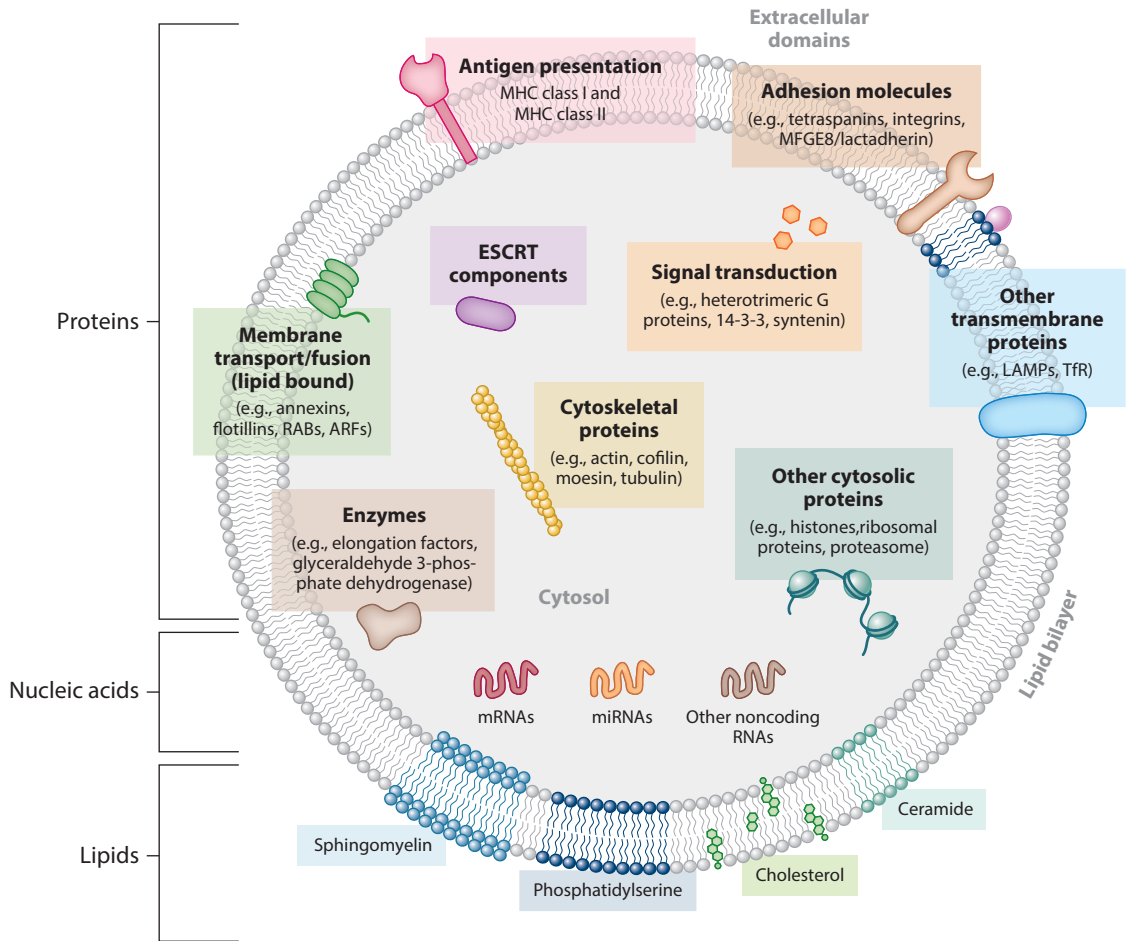 Extracellular
domains
Antigen presentation
MHC class I and
MHC class II
Adhesion molecules
(e.g., tetraspanins, integrins,
MFGE8/lactadherin)
ESCRT
components
Signal transduction
(e.g., heterotrimeric G
proteins, 14-3-3, syntenin)
Other
transmembrane
proteins
(e.g., LAMPs, TfR)
Proteins
Membrane
transport/fusion
(lipid bound)
(e.g., annexins,
flotillins, RABs, ARFs)
Cytoskeletal
proteins
(e.g., actin, cofilin,
moesin, tubulin)
Other cytosolic
proteins
(e.g., histones,ribosomal
proteins, proteasome)
Enzymes
(e.g., elongation factors,
glyceraldehyde 3-phos-
phate dehydrogenase)
Cytosol
Lipid bilayer
Nucleic acids
mRNAs
miRNAs
Other noncoding
RNAs
Lipids
Sphingomyelin
Phosphatidylserine
Cholesterol
Ceramide